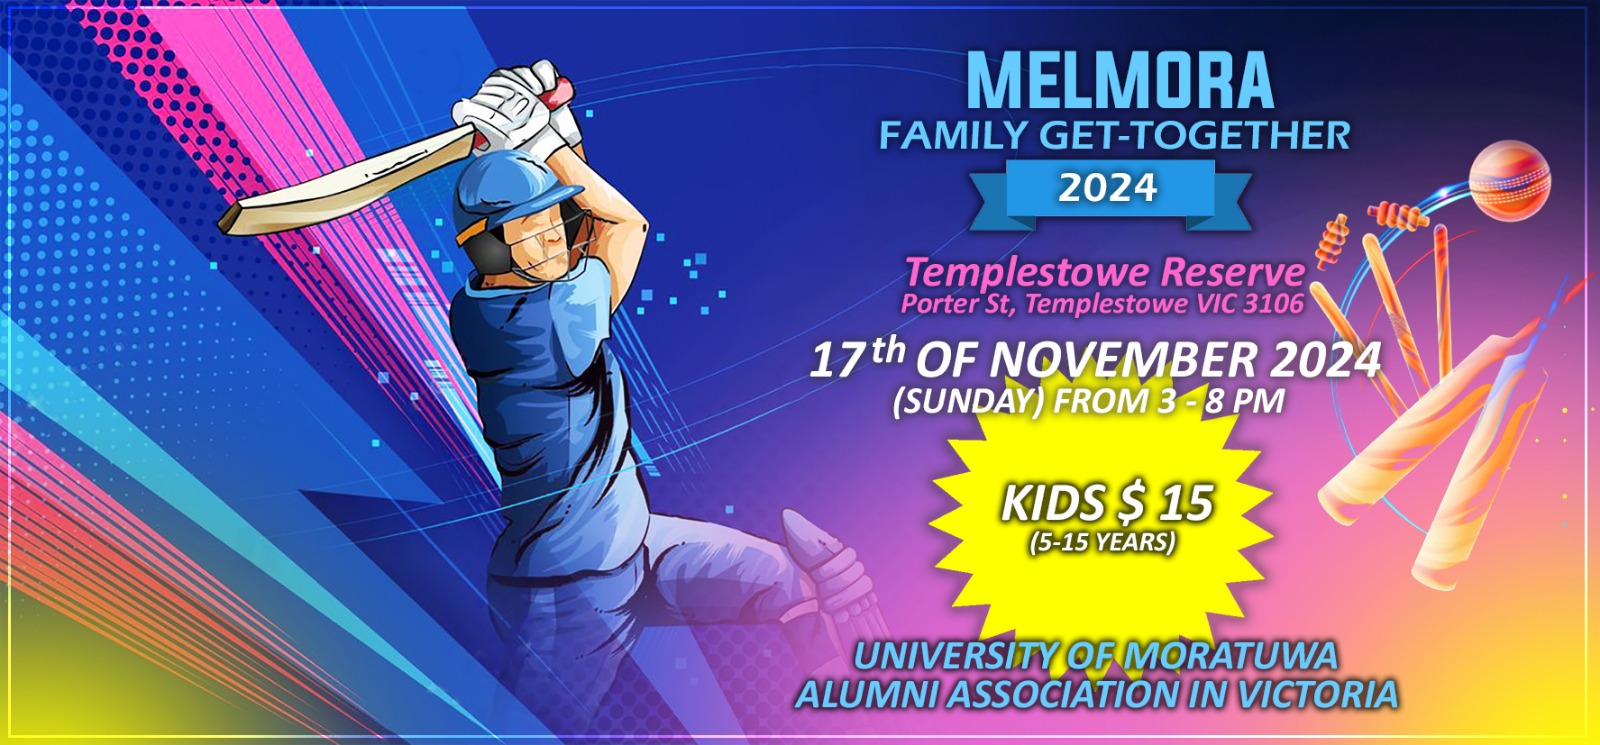 MELMORA
FAMILY GET-TOGETHER
2024
Templestowe Reserve
Porter St, Templestowe VIC 3106
17th OF NOVEMBER 2024
(SUNDAY) FROM 3 - 8 PM
KIDS $ 15
(5-15 YEARS)
UNIVERSITY OF MORATUWA
ALUMNI ASSOCIATION IN VICTORIA